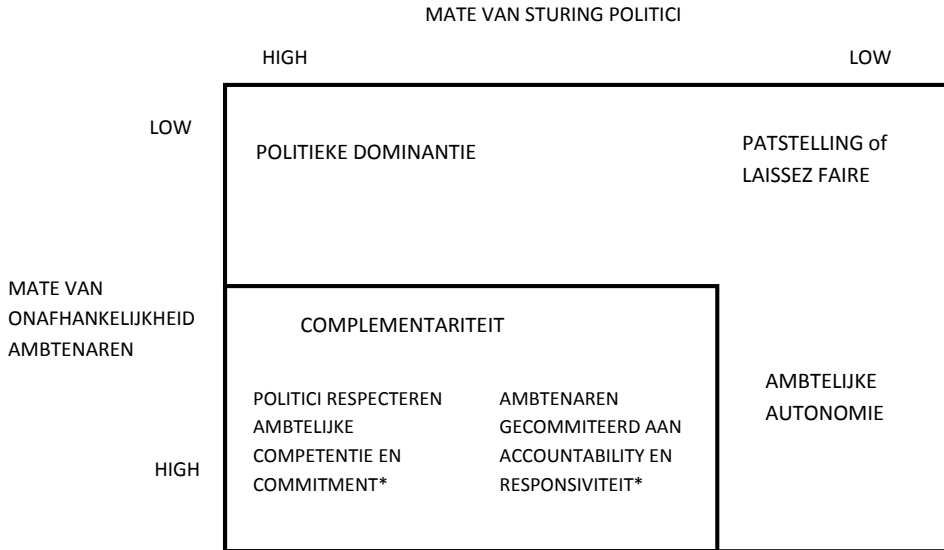 MATE VAN STURING POLITICI
HIGH
LOW
LOW
POLITIEKE DOMINANTIE
PATSTELLING of
LAISSEZ FAIRE
MATE VAN
ONAFHANKELIJKHEID
AMBTENAREN
COMPLEMENTARITEIT
POLITICI RESPECTEREN
AMBTELIJKE
COMPETENTIE EN
COMMITMENT*
AMBTENAREN
GECOMMITEERD AAN
ACCOUNTABILITY EN
RESPONSIVITEIT*
AMBTELIJKE
AUTONOMIE
HIGH